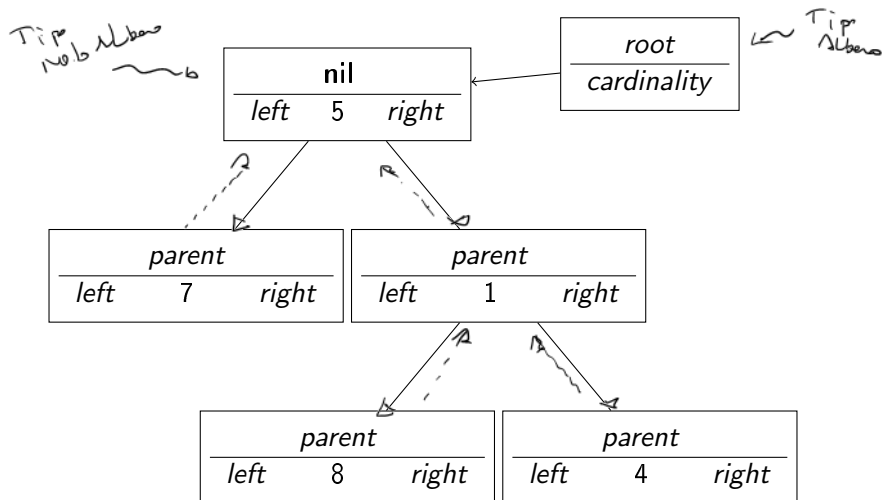 Tipo
Nodo Albero
Tipo
Albero
root
cardinality
nil
left 5 right
parent
left 7 right
parent
left 1 right
parent
left 8 right
parent
left 4 right